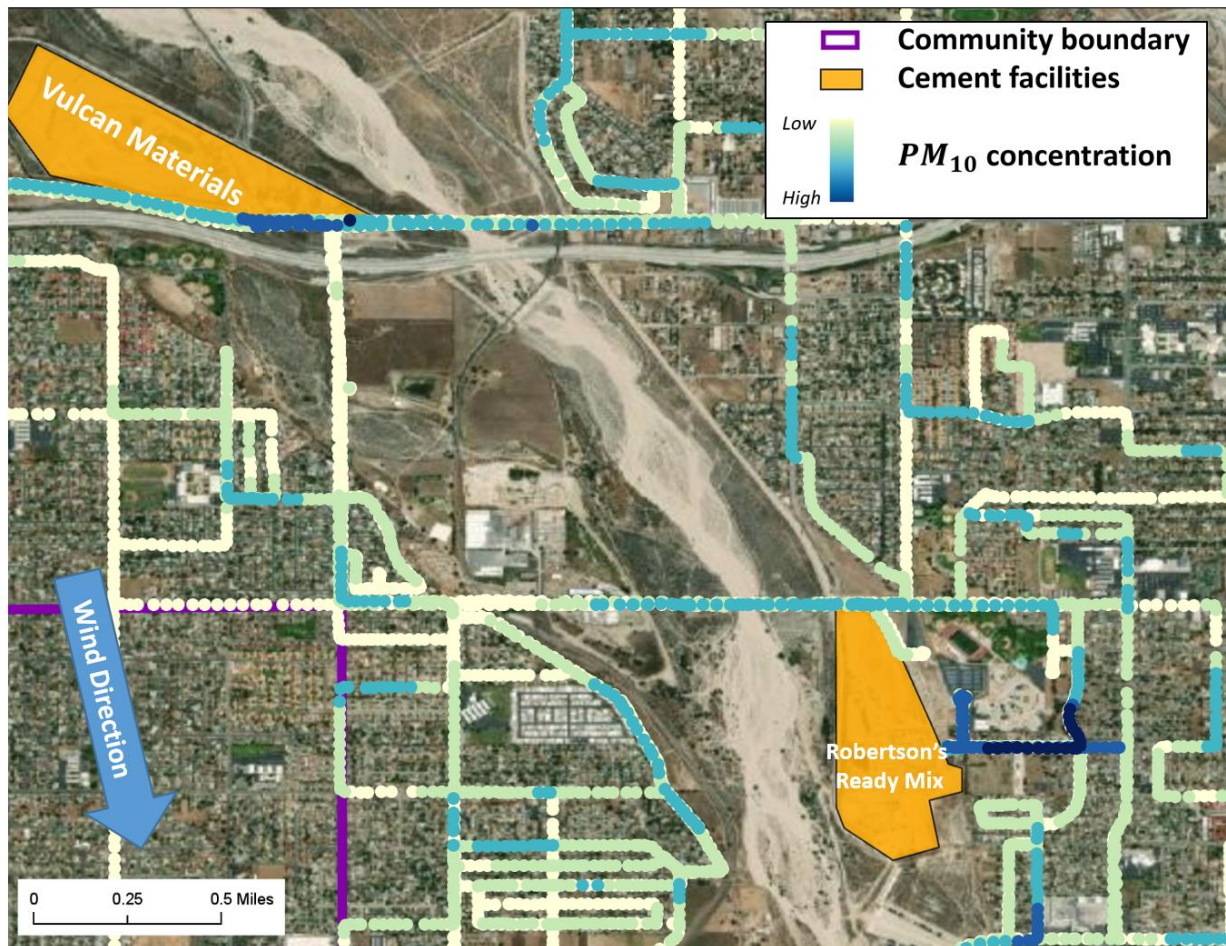 Community boundary
Cement facilities
Low
High
PM₁₀ concentration
Vulcan Materials
Wind Direction
Robertson's
Ready Mix
0 0.25 0.5 Miles